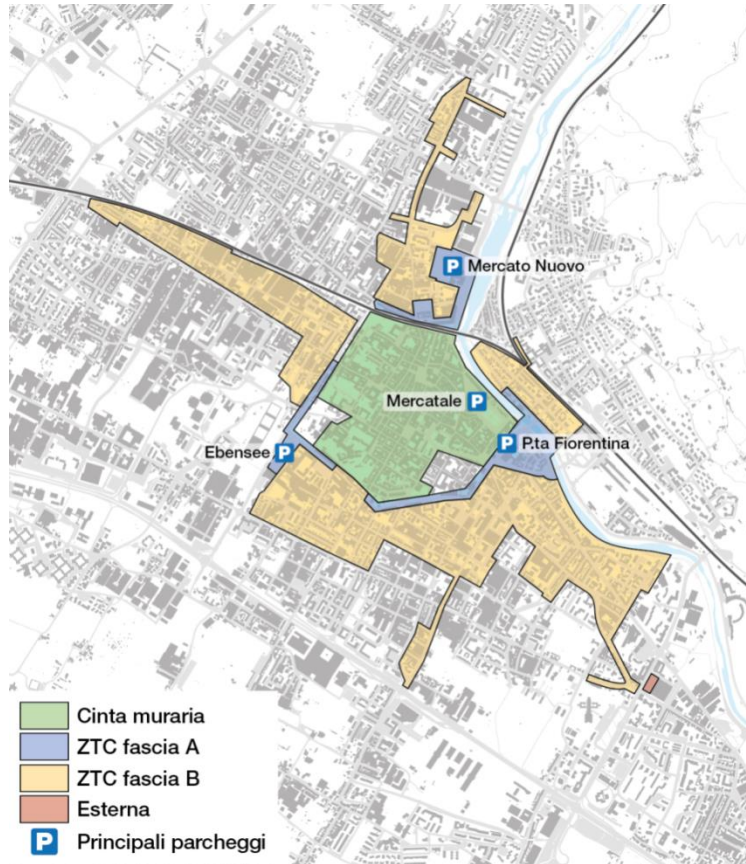 P Mercato Nuovo
Mercatale P
P P.ta Fiorentina
Ebensee P
Cinta muraria
ZTC fascia A
ZTC fascia B
Esterna
P Principali parcheggi